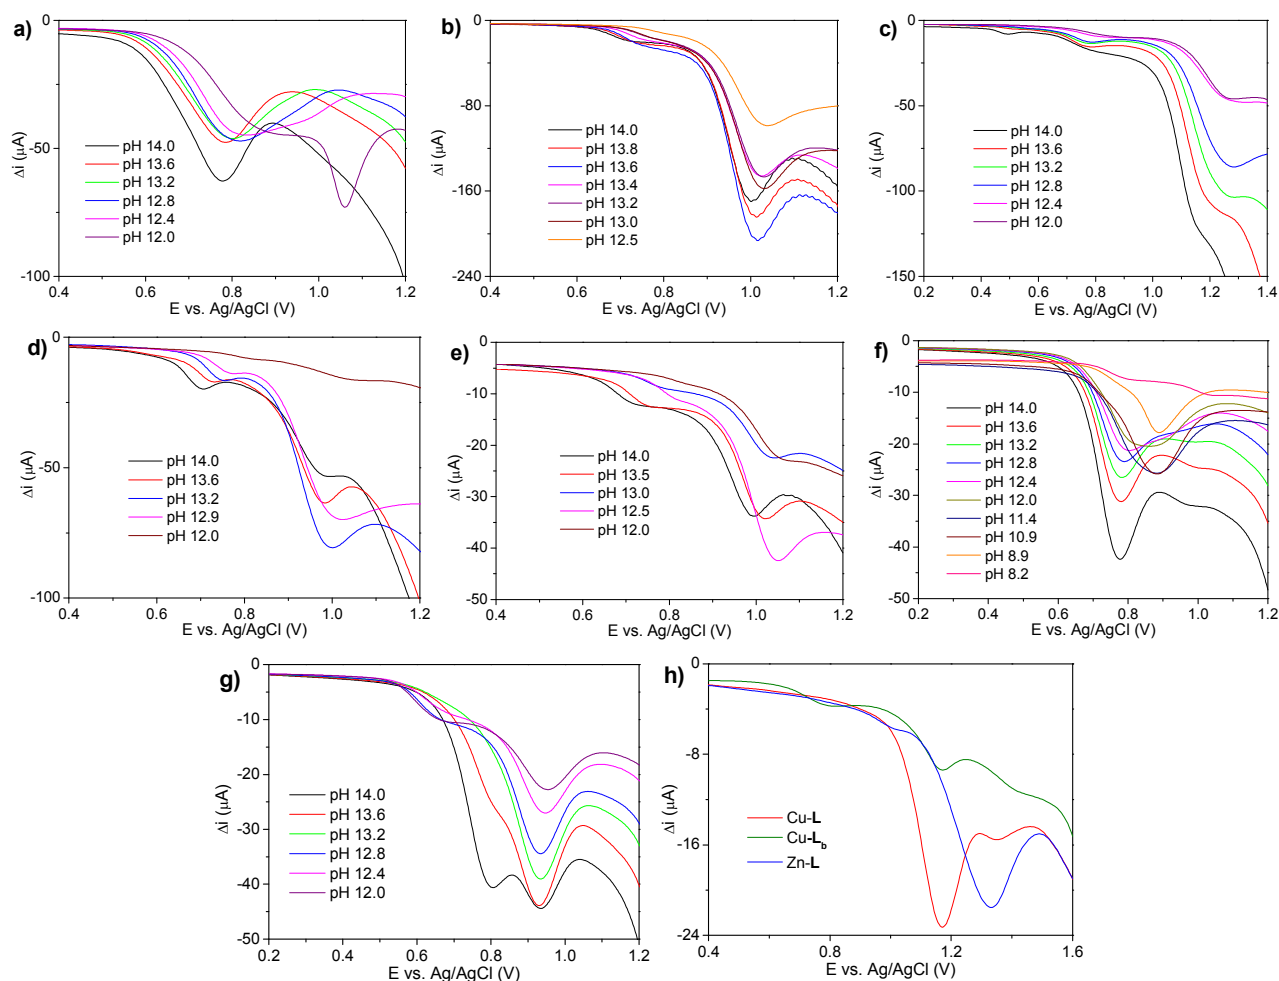 a)
0
-50
-100
Δi (μA)
pH 14.0
pH 13.6
pH 13.2
pH 12.8
pH 12.4
pH 12.0
0.4 0.6 0.8 1.0 1.2
E vs. Ag/AgCl (V)
b)
0
-80
-160
-240
Δi (μA)
pH 14.0
pH 13.8
pH 13.6
pH 13.4
pH 13.2
pH 13.0
pH 12.5
0.4 0.6 0.8 1.0 1.2
E vs. Ag/AgCl (V)
c)
0
-50
-100
-150
Δi (μA)
pH 14.0
pH 13.6
pH 13.2
pH 12.8
pH 12.4
pH 12.0
0.2 0.4 0.6 0.8 1.0 1.2 1.4
E vs. Ag/AgCl (V)
d)
0
-50
-100
Δi (μA)
pH 14.0
pH 13.6
pH 13.2
pH 12.9
pH 12.0
0.4 0.6 0.8 1.0 1.2
E vs. Ag/AgCl (V)
e)
0
-10
-20
-30
-40
-50
Δi (μA)
pH 14.0
pH 13.5
pH 13.0
pH 12.5
pH 12.0
0.4 0.6 0.8 1.0 1.2
E vs. Ag/AgCl (V)
f)
0
-10
-20
-30
-40
-50
Δi (μA)
pH 14.0
pH 13.6
pH 13.2
pH 12.8
pH 12.4
pH 12.0
pH 11.4
pH 10.9
pH 8.9
pH 8.2
0.2 0.4 0.6 0.8 1.0 1.2
E vs. Ag/AgCl (V)
g)
0
-10
-20
-30
-40
-50
Δi (μA)
pH 14.0
pH 13.6
pH 13.2
pH 12.8
pH 12.4
pH 12.0
0.2 0.4 0.6 0.8 1.0 1.2
E vs. Ag/AgCl (V)
h)
0
-8
-16
-24
Δi (μA)
Cu-L
Cu-Lb
Zn-L
0.4 0.8 1.2 1.6
E vs. Ag/AgCl (V)